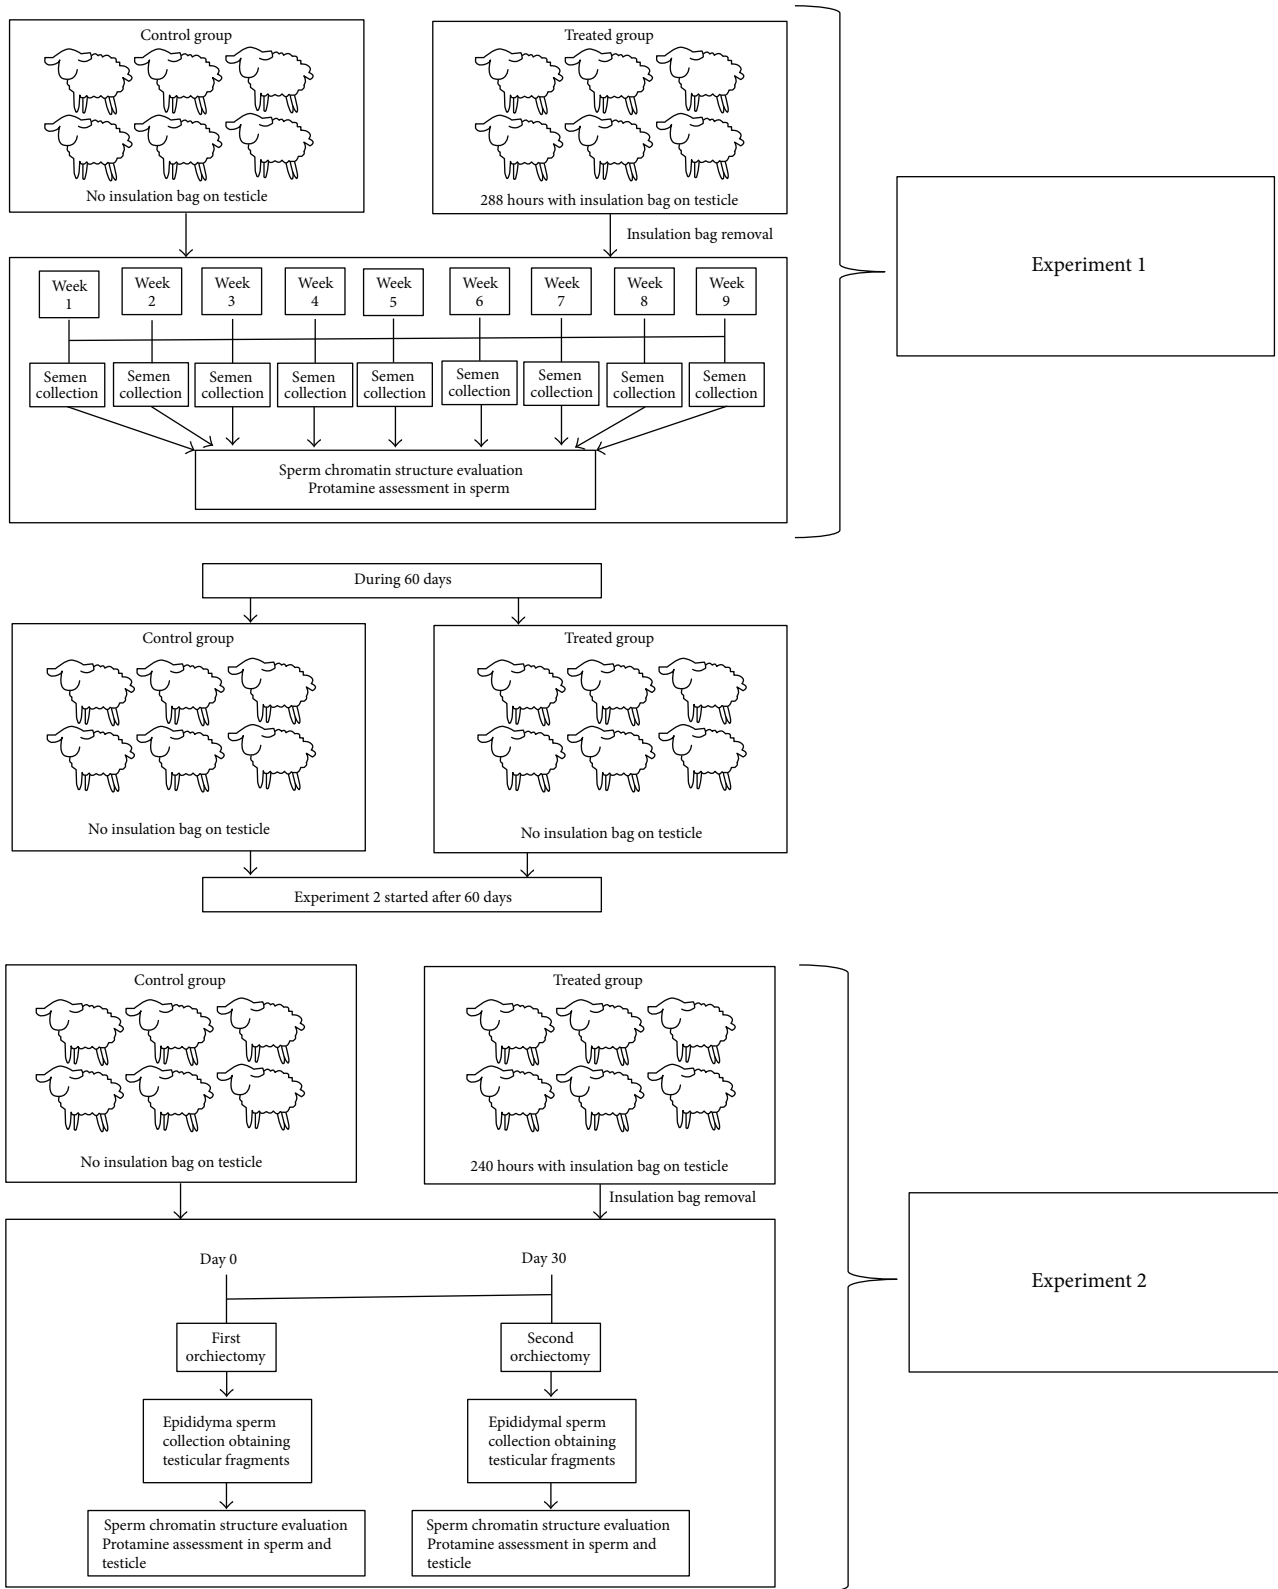 Control group
Treated group
No insulation bag on testicle
288 hours with insulation bag on testicle
Insulation bag removal
Experiment 1
Week
1
Week
2
Week
3
Week
4
Week
5
Week
6
Week
7
Week
8
Week
9
Semen
collection
Semen
collection
Semen
collection
Semen
collection
Semen
collection
Semen
collection
Semen
collection
Semen
collection
Semen
collection
Sperm chromatin structure evaluation
Protamine assessment in sperm
During 60 days
Control group
Treated group
No insulation bag on testicle
No insulation bag on testicle
Experiment 2 started after 60 days
Control group
Treated group
No insulation bag on testicle
240 hours with insulation bag on testicle
Insulation bag removal
Experiment 2
Day 0
Day 30
First
orchiectomy
Second
orchiectomy
Epididyma sperm
collection obtaining
testicular fragments
Epididymal sperm
collection obtaining
testicular fragments
Sperm chromatin structure evaluation
Protamine assessment in sperm and
testicle
Sperm chromatin structure evaluation
Protamine assessment in sperm and
testicle